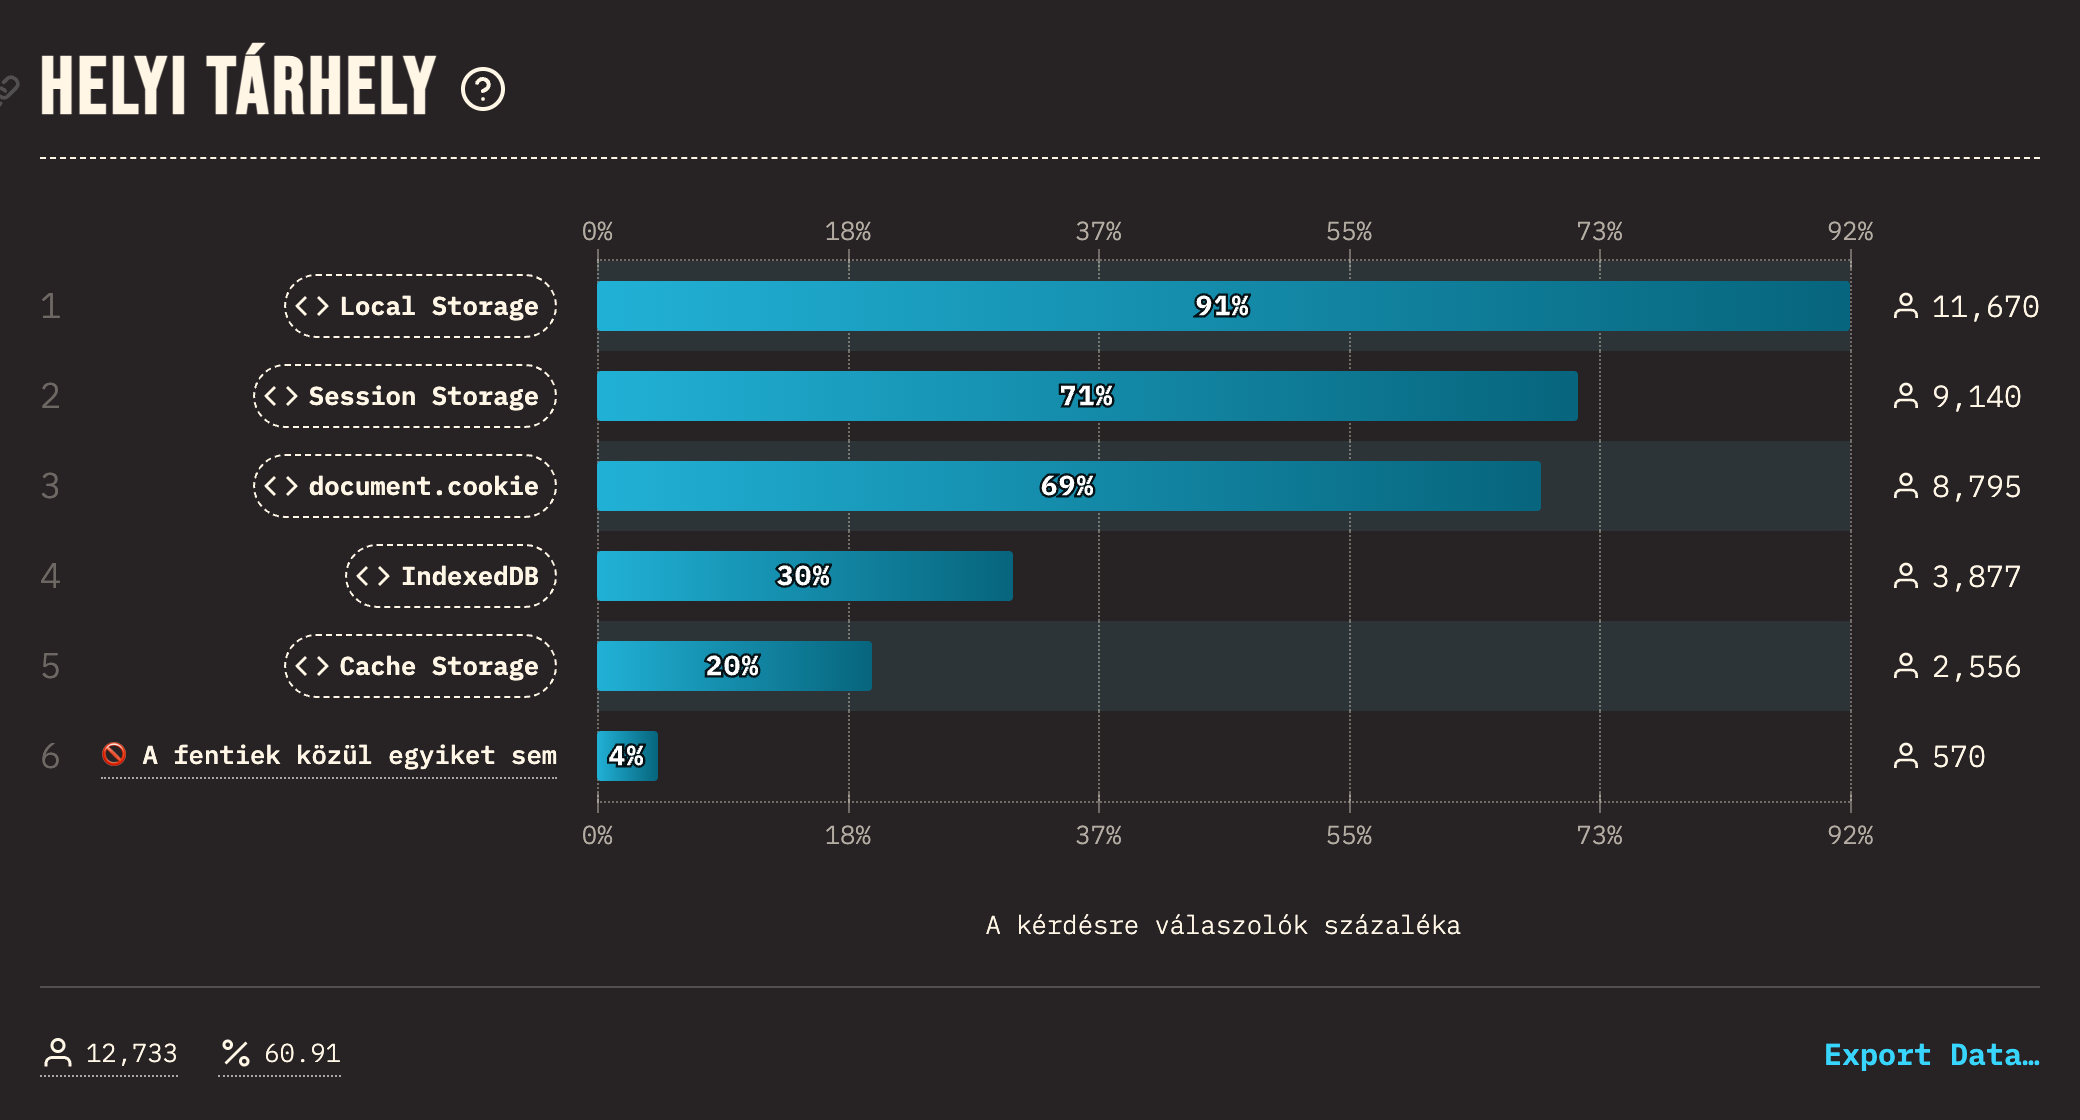 HELYI TÁRHELY ?
0% 18% 37% 55% 73% 92%
1 <> Local Storage 91% 11,670
2 <> Session Storage 71% 9,140
3 <> document.cookie 69% 8,795
4 <> IndexedDB 30% 3,877
5 <> Cache Storage 20% 2,556
6 🚫 A fentiek közül egyiket sem 4% 570
0% 18% 37% 55% 73% 92%
A kérdésre válaszolók százaléka
12,733 % 60.91 Export Data…